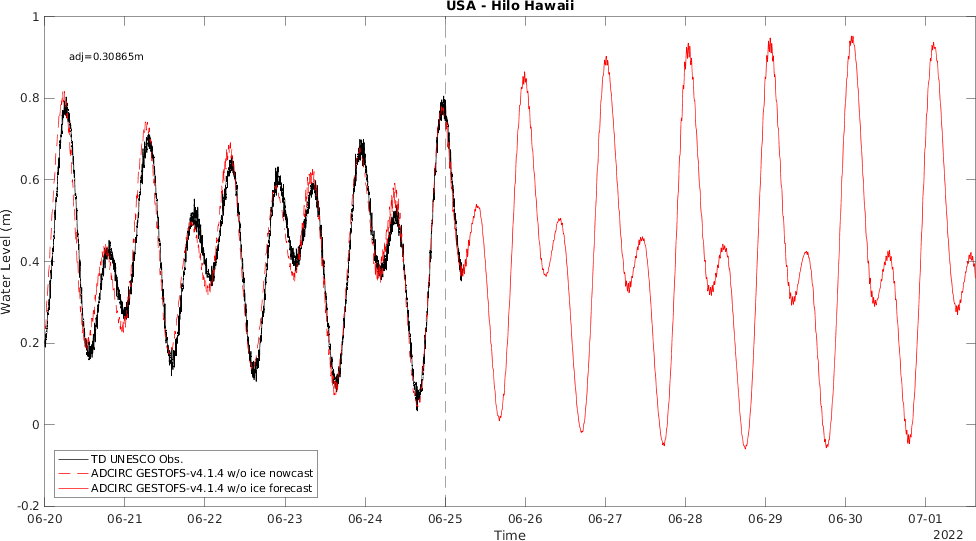 USA - Hilo Hawaii
adj=0.30865m
Water Level (m)
1
0.8
0.6
0.4
0.2
0
-0.2
TD UNESCO Obs.
ADCIRC GESTOFS-v4.1.4 w/o ice nowcast
ADCIRC GESTOFS-v4.1.4 w/o ice forecast
06-20 06-21 06-22 06-23 06-24 06-25 06-26 06-27 06-28 06-29 06-30 07-01
Time
2022